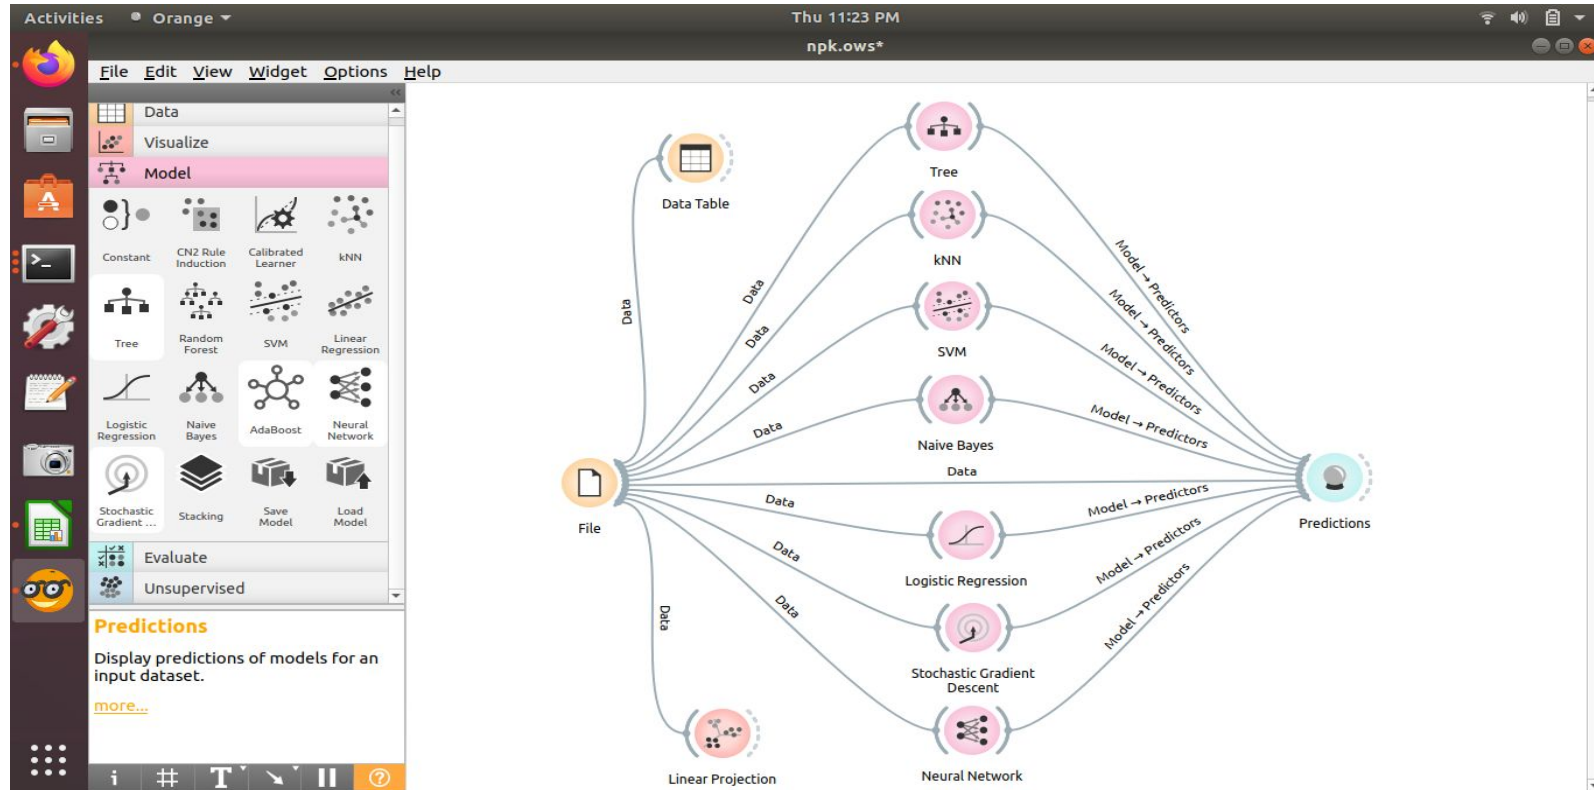 Activities
Orange
Thu 11:23 PM
npk.ows*
File Edit View Widget Options Help
Data
Visualize
Model
Constant
CN2 Rule
Induction
Calibrated
Learner
kNN
Tree
Random
Forest
SVM
Linear
Regression
Logistic
Regression
Naive
Bayes
AdaBoost
Neural
Network
Stochastic
Gradient ...
Stacking
Save
Model
Load
Model
Evaluate
Unsupervised
Predictions
Display predictions of models for an
input dataset.
more...
Data Table
Data
File
Data
Linear Projection
Data
Tree
Model → Predictors
Data
kNN
Model → Predictors
Data
SVM
Model → Predictors
Data
Naive Bayes
Model → Predictors
Data
Data
Logistic Regression
Model → Predictors
Data
Stochastic Gradient
Descent
Model → Predictors
Data
Neural Network
Model → Predictors
Predictions